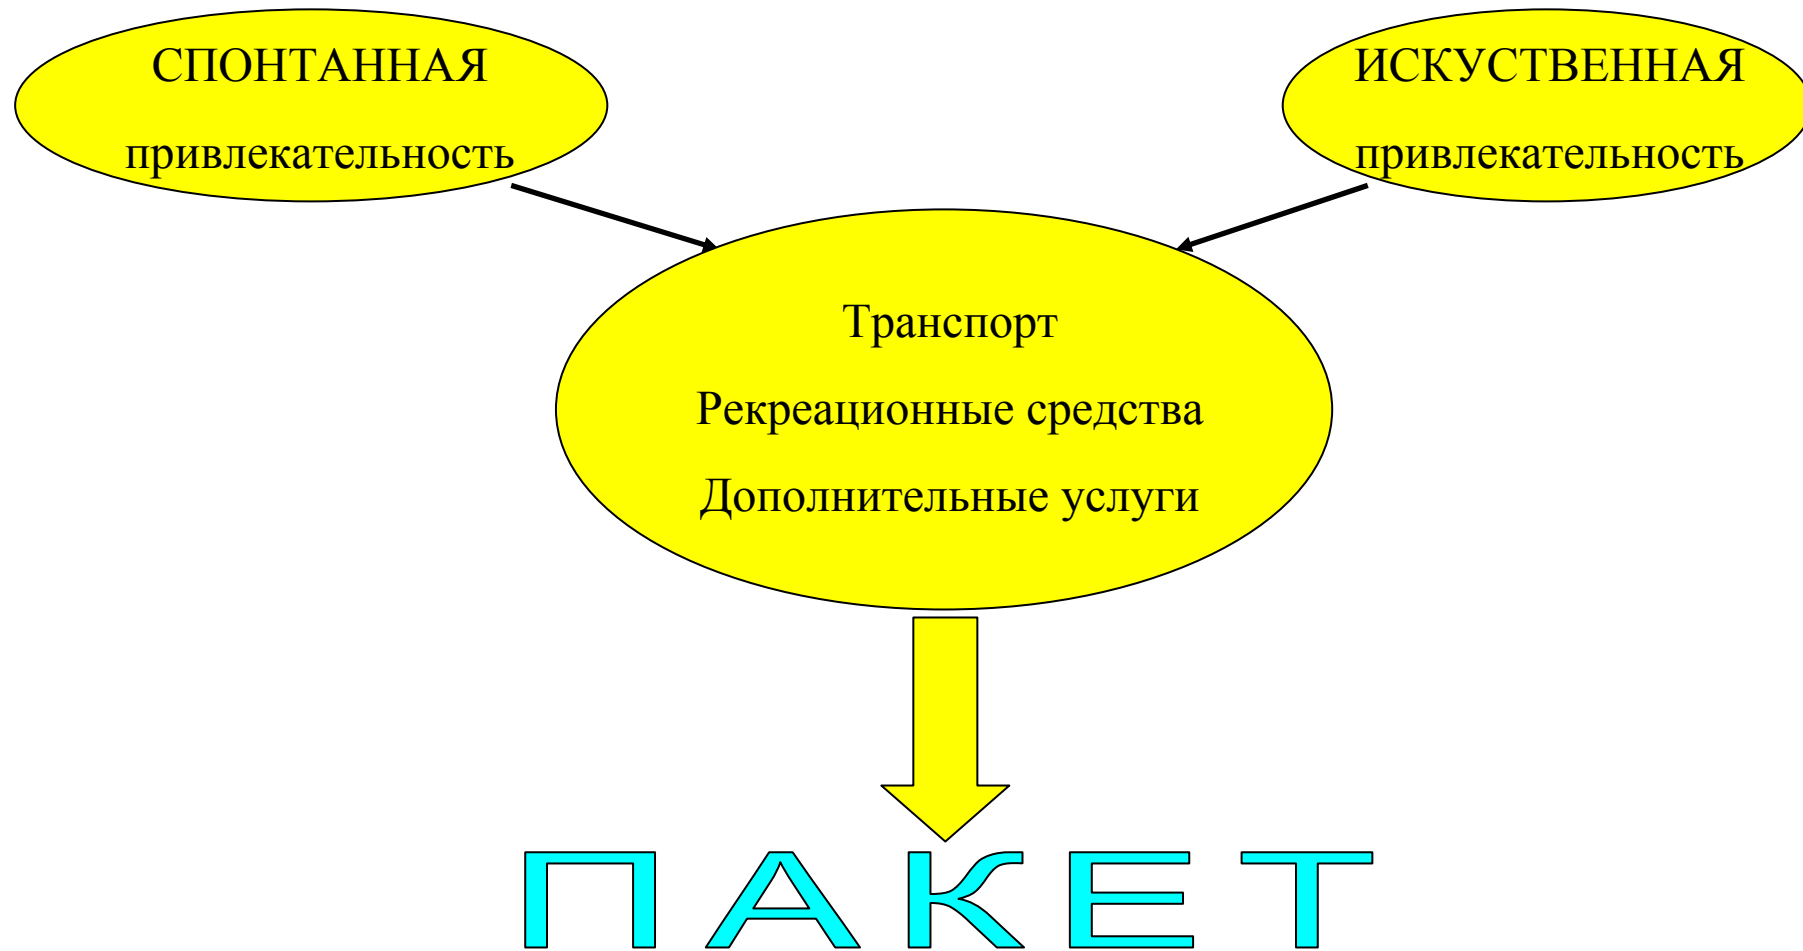 СПОНТАННАЯ
привлекательность
ИСКУСТВЕННАЯ
привлекательность
Транспорт
Рекреационные средства
Дополнительные услуги
ПАКЕТ